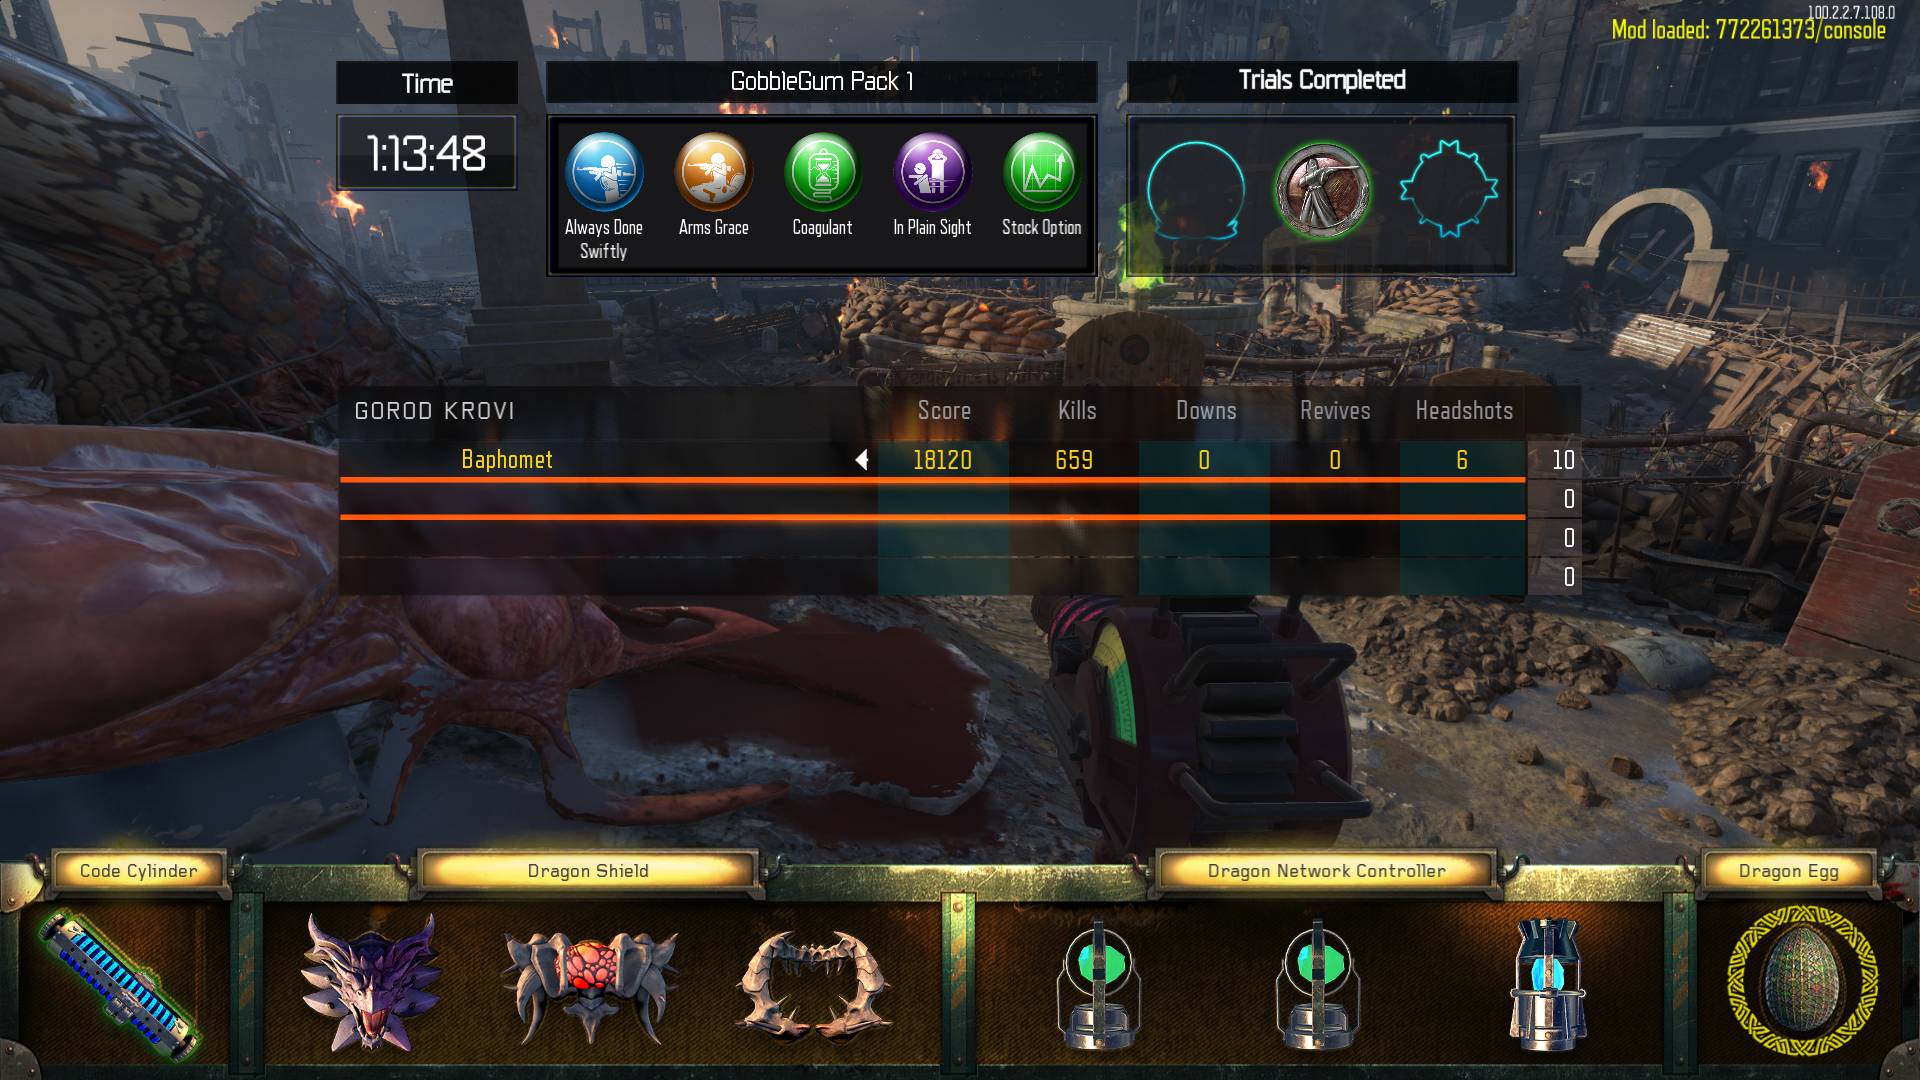 100.2.2.7.108.0
Mod loaded: 772261373/console
Time
GobbleGum Pack 1
Trials Completed
1:13:48
Always Done Swiftly
Arms Grace
Coagulant
In Plain Sight
Stock Option
GOROD KROVI
Score
Kills
Downs
Revives
Headshots
Baphomet
18120
659
0
0
6
10
0
0
0
Code Cylinder
Dragon Shield
Dragon Network Controller
Dragon Egg